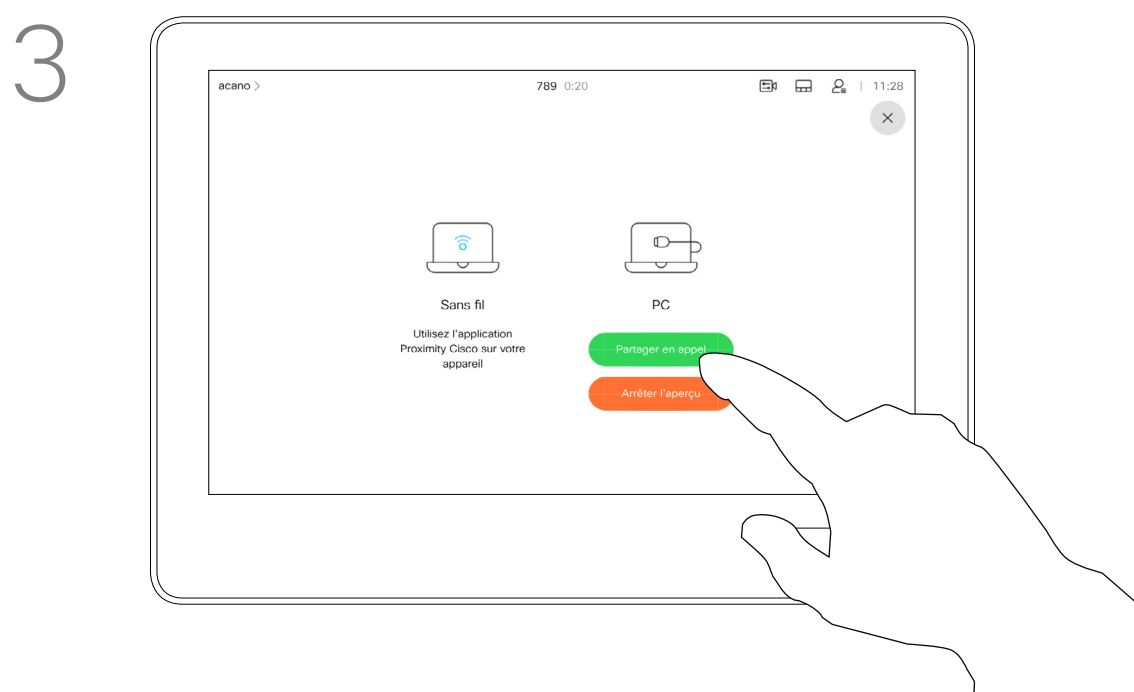 3
acano >
789 0:20
11:28
Sans fil
PC
Utilisez l'application
Proximity Cisco sur votre
appareil
Partager en appel
Arrêter l'aperçu